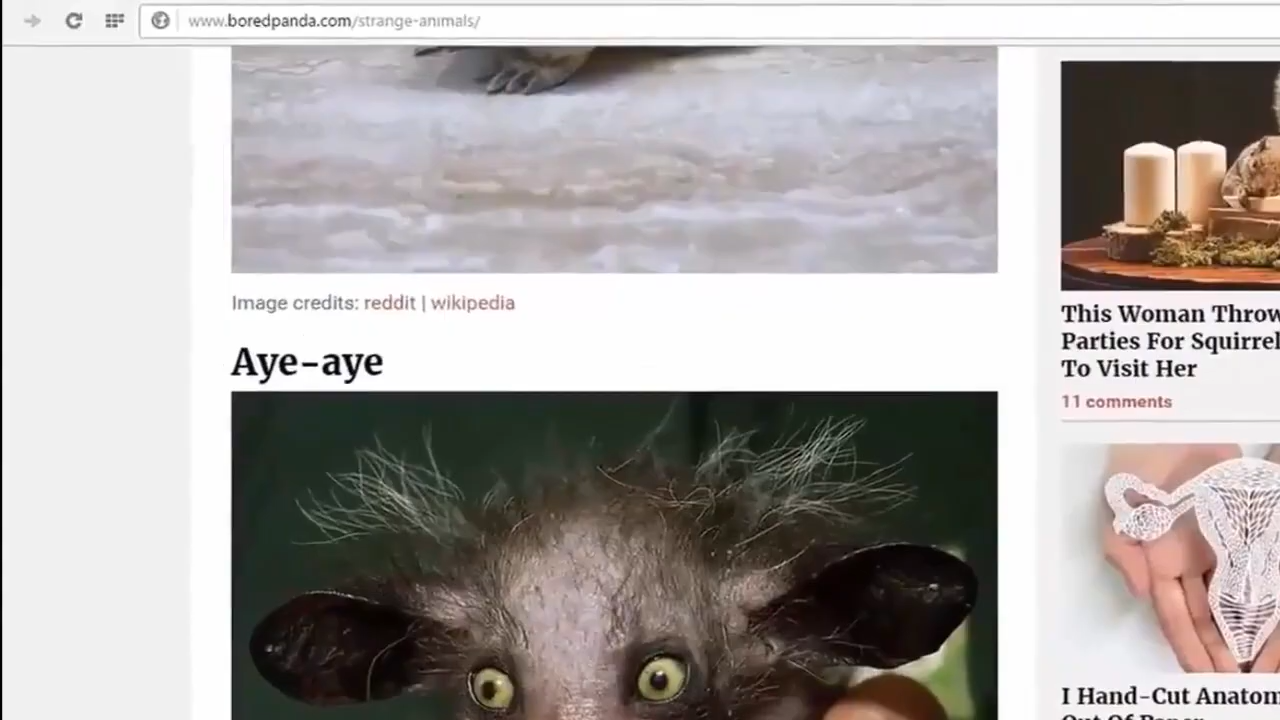 www.boredpanda.com/strange-animals/
Image credits: reddit | wikipedia
Aye-aye
This Woman Throw
Parties For Squirrel
To Visit Her
11 comments
I Hand-Cut Anatom